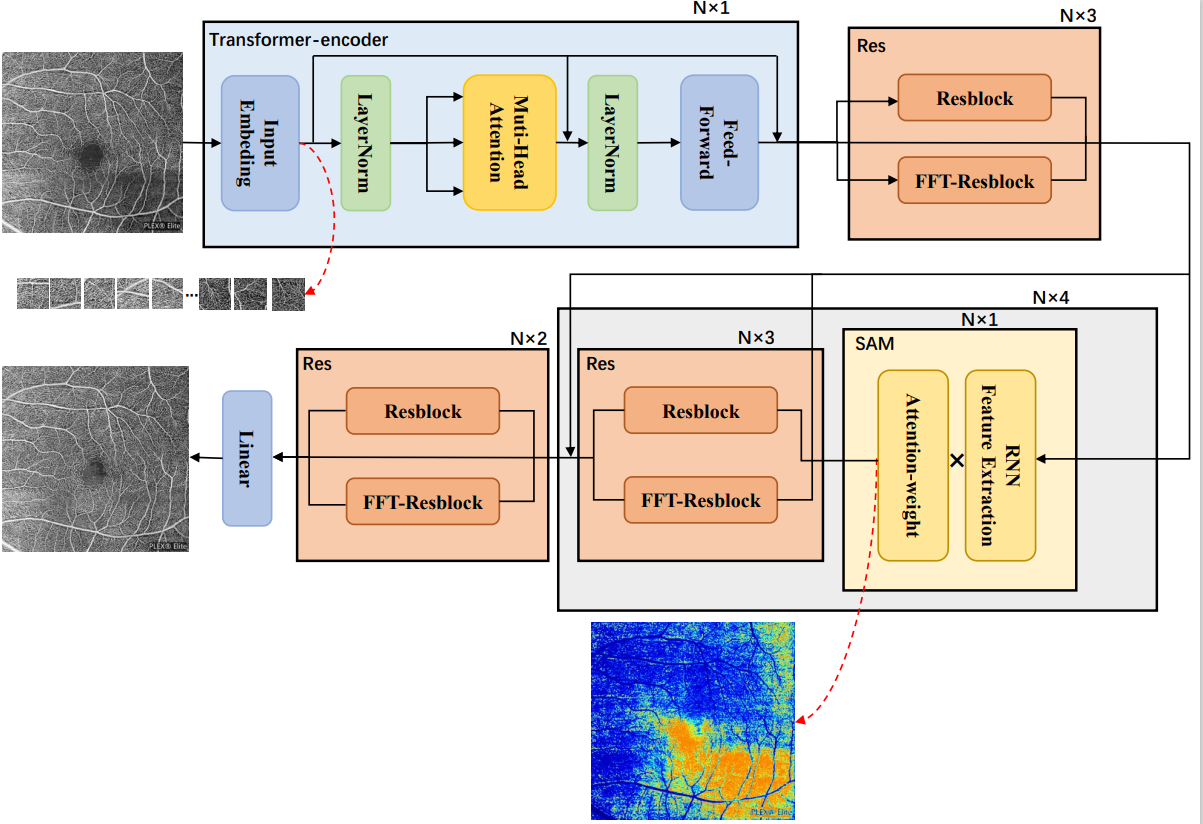 N×1
Transformer-encoder
Input
Embeding
LayerNorm
Muti-Head
Attention
LayerNorm
Feed-
Forward
N×3
Res
Resblock
FFT-Resblock
PLEX® Elite
...
N×4
N×1
SAM
RNN
Feature Extraction
×
Attention-weight
N×3
Res
Resblock
FFT-Resblock
N×2
Res
Resblock
FFT-Resblock
Linear
PLEX® Elite
PLEX® Elite